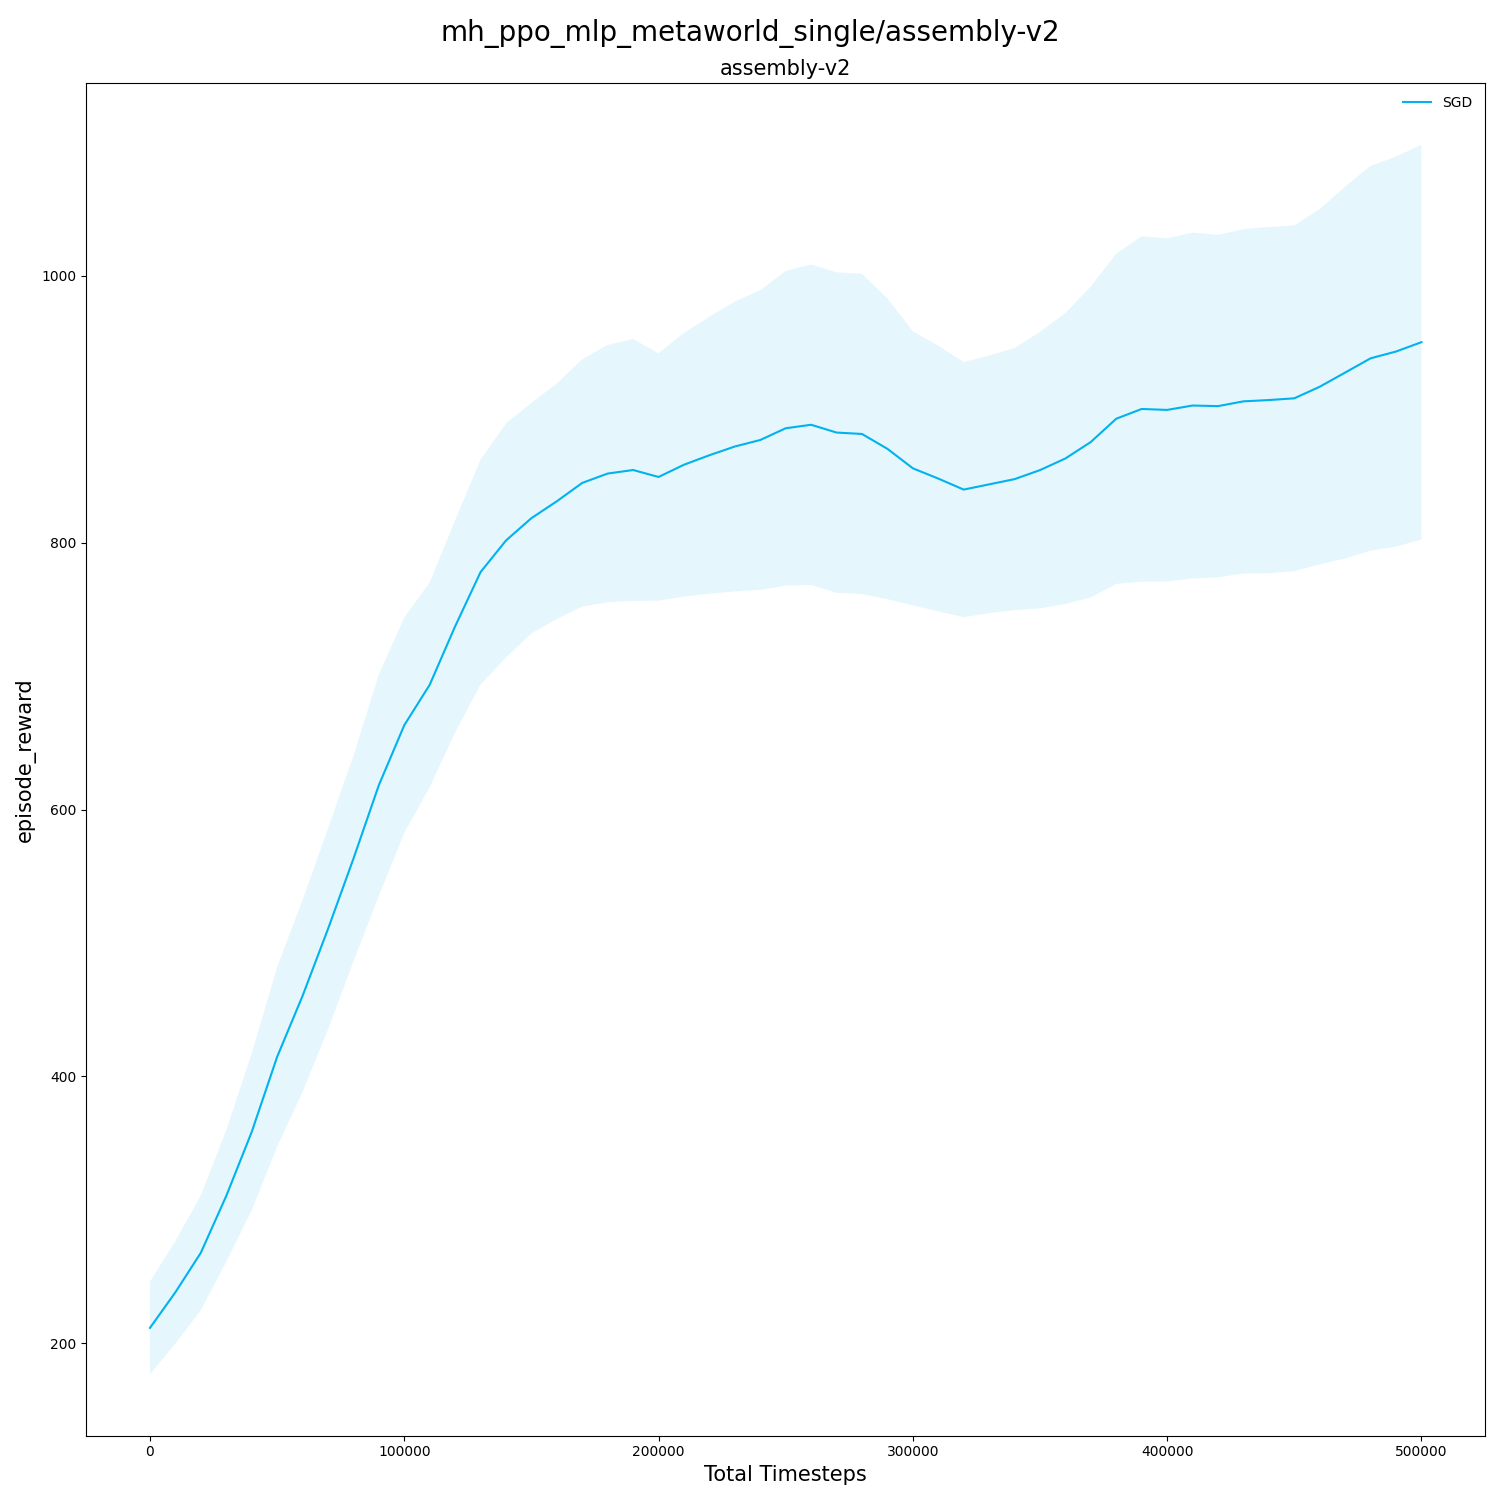 mh_ppo_mlp_metaworld_single/assembly-v2
assembly-v2
SGD
episode_reward
1000
800
600
400
200
0 100000 200000 300000 400000 500000
Total Timesteps